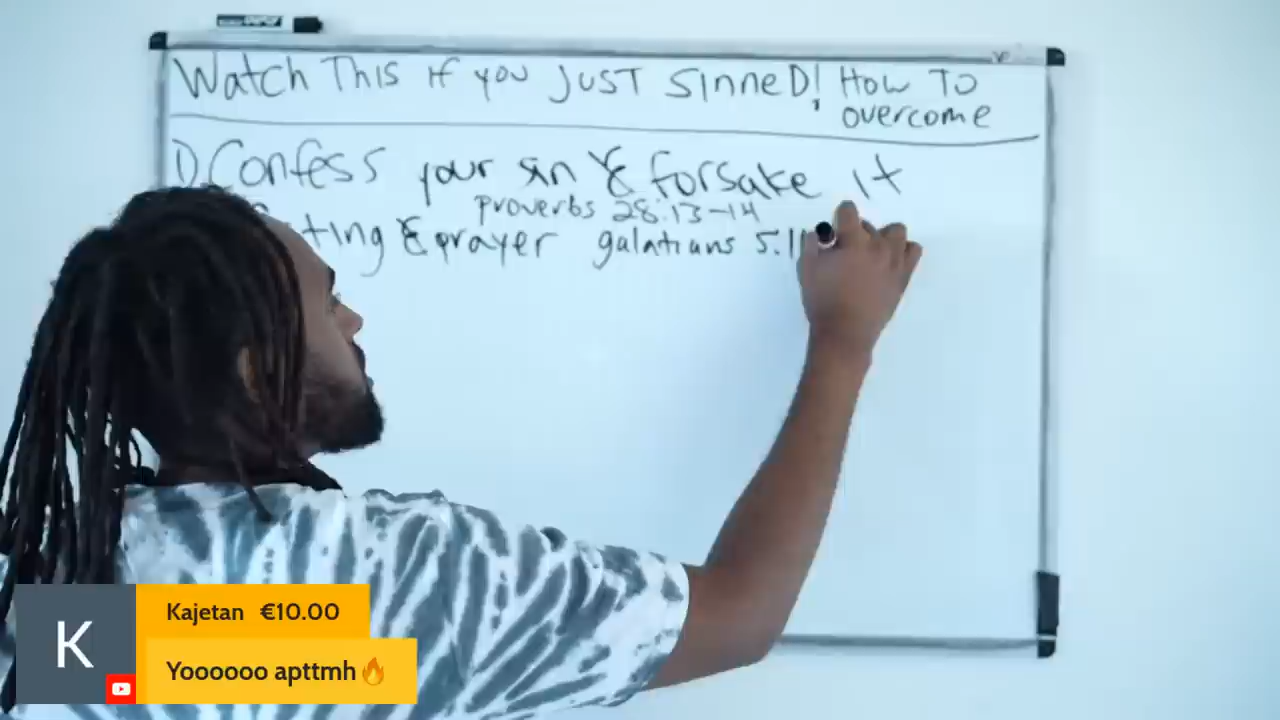 Watch This if you JUST SinneD! How To
overcome
1) Confess your sin & forsake it
Proverbs 28:13-14
ting & prayer galatians 5.1
Kajetan €10.00
Yoooooo apttmh🔥
K